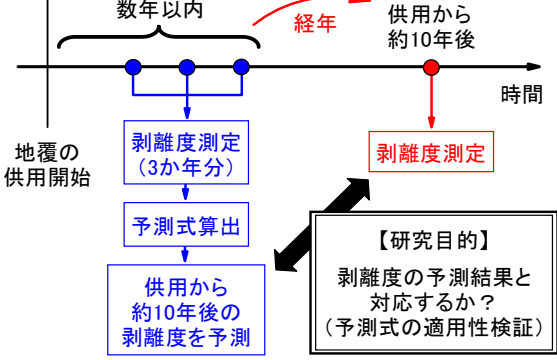 数年以内
経年
供用から
約10年後
時間
地覆の
供用開始
剥離度測定
（3か年分）
剥離度測定
予測式算出
供用から
約10年後の
剥離度を予測
【研究目的】
剥離度の予測結果と
対応するか？
（予測式の適用性検証）